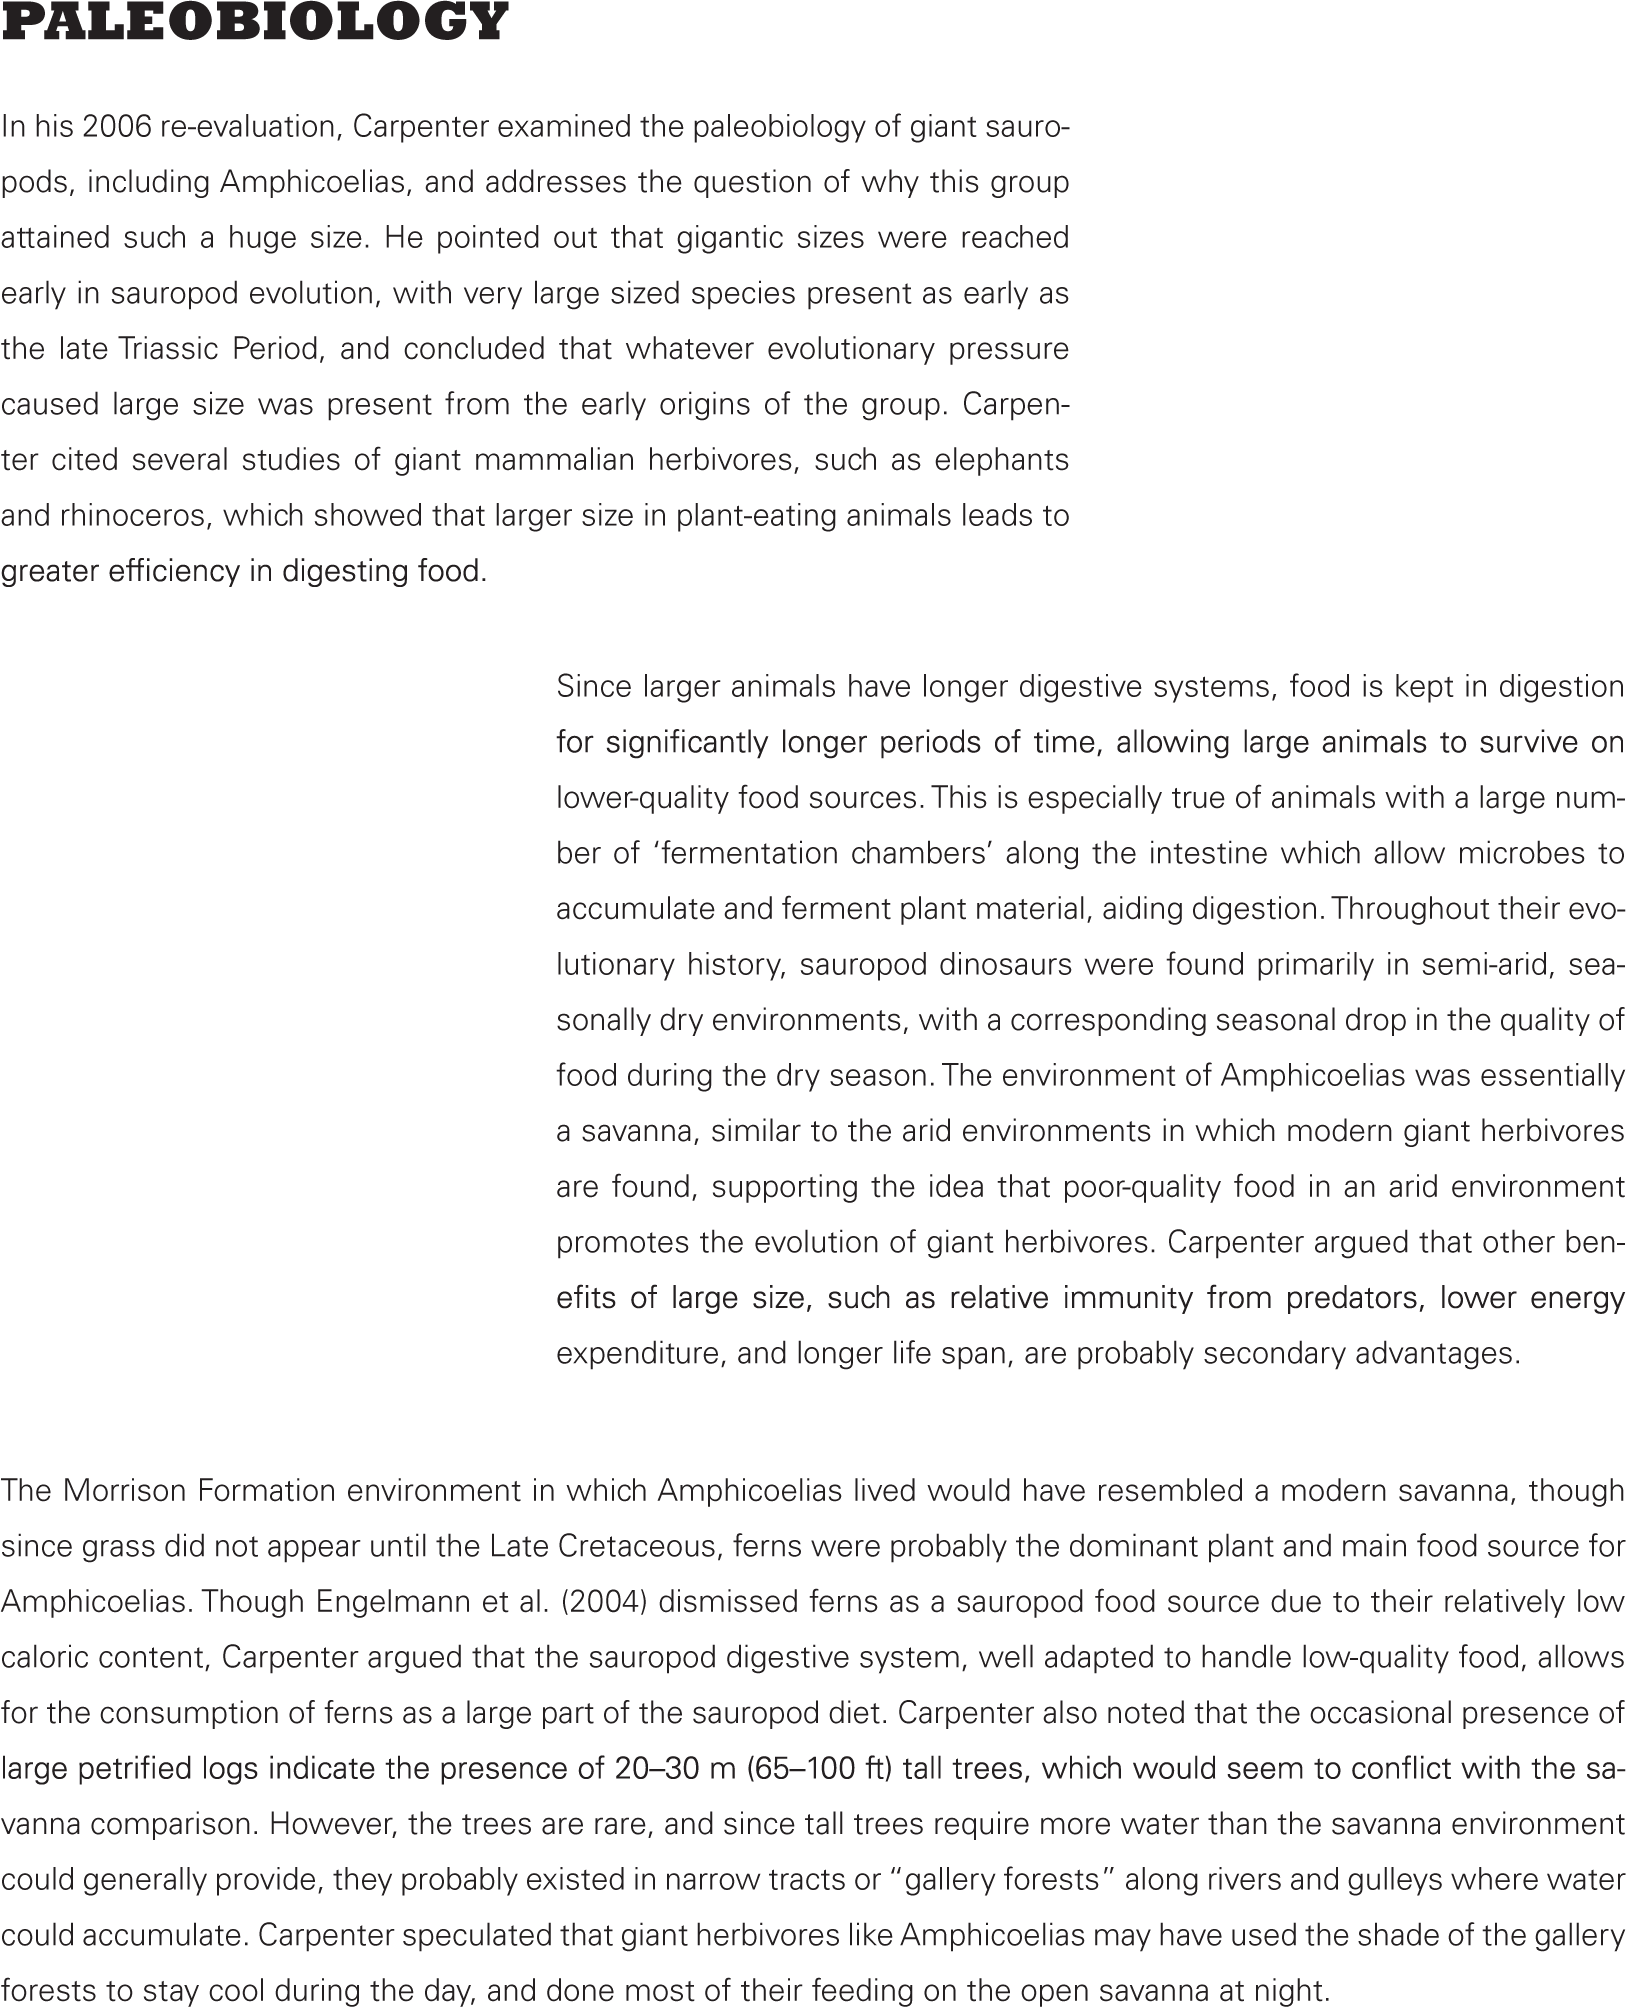 PALEOBIOLOGY
In his 2006 re-evaluation, Carpenter examined the paleobiology of giant sauro-
pods, including Amphicoelias, and addresses the question of why this group
attained such a huge size. He pointed out that gigantic sizes were reached
early in sauropod evolution, with very large sized species present as early as
the late Triassic Period, and concluded that whatever evolutionary pressure
caused large size was present from the early origins of the group. Carpen-
ter cited several studies of giant mammalian herbivores, such as elephants
and rhinoceros, which showed that larger size in plant-eating animals leads to
greater efficiency in digesting food.
Since larger animals have longer digestive systems, food is kept in digestion
for significantly longer periods of time, allowing large animals to survive on
lower-quality food sources. This is especially true of animals with a large num-
ber of ‘fermentation chambers’ along the intestine which allow microbes to
accumulate and ferment plant material, aiding digestion. Throughout their evo-
lutionary history, sauropod dinosaurs were found primarily in semi-arid, sea-
sonally dry environments, with a corresponding seasonal drop in the quality of
food during the dry season. The environment of Amphicoelias was essentially
a savanna, similar to the arid environments in which modern giant herbivores
are found, supporting the idea that poor-quality food in an arid environment
promotes the evolution of giant herbivores. Carpenter argued that other ben-
efits of large size, such as relative immunity from predators, lower energy
expenditure, and longer life span, are probably secondary advantages.
The Morrison Formation environment in which Amphicoelias lived would have resembled a modern savanna, though
since grass did not appear until the Late Cretaceous, ferns were probably the dominant plant and main food source for
Amphicoelias. Though Engelmann et al. (2004) dismissed ferns as a sauropod food source due to their relatively low
caloric content, Carpenter argued that the sauropod digestive system, well adapted to handle low-quality food, allows
for the consumption of ferns as a large part of the sauropod diet. Carpenter also noted that the occasional presence of
large petrified logs indicate the presence of 20–30 m (65–100 ft) tall trees, which would seem to conflict with the sa-
vanna comparison. However, the trees are rare, and since tall trees require more water than the savanna environment
could generally provide, they probably existed in narrow tracts or “gallery forests” along rivers and gulleys where water
could accumulate. Carpenter speculated that giant herbivores like Amphicoelias may have used the shade of the gallery
forests to stay cool during the day, and done most of their feeding on the open savanna at night.